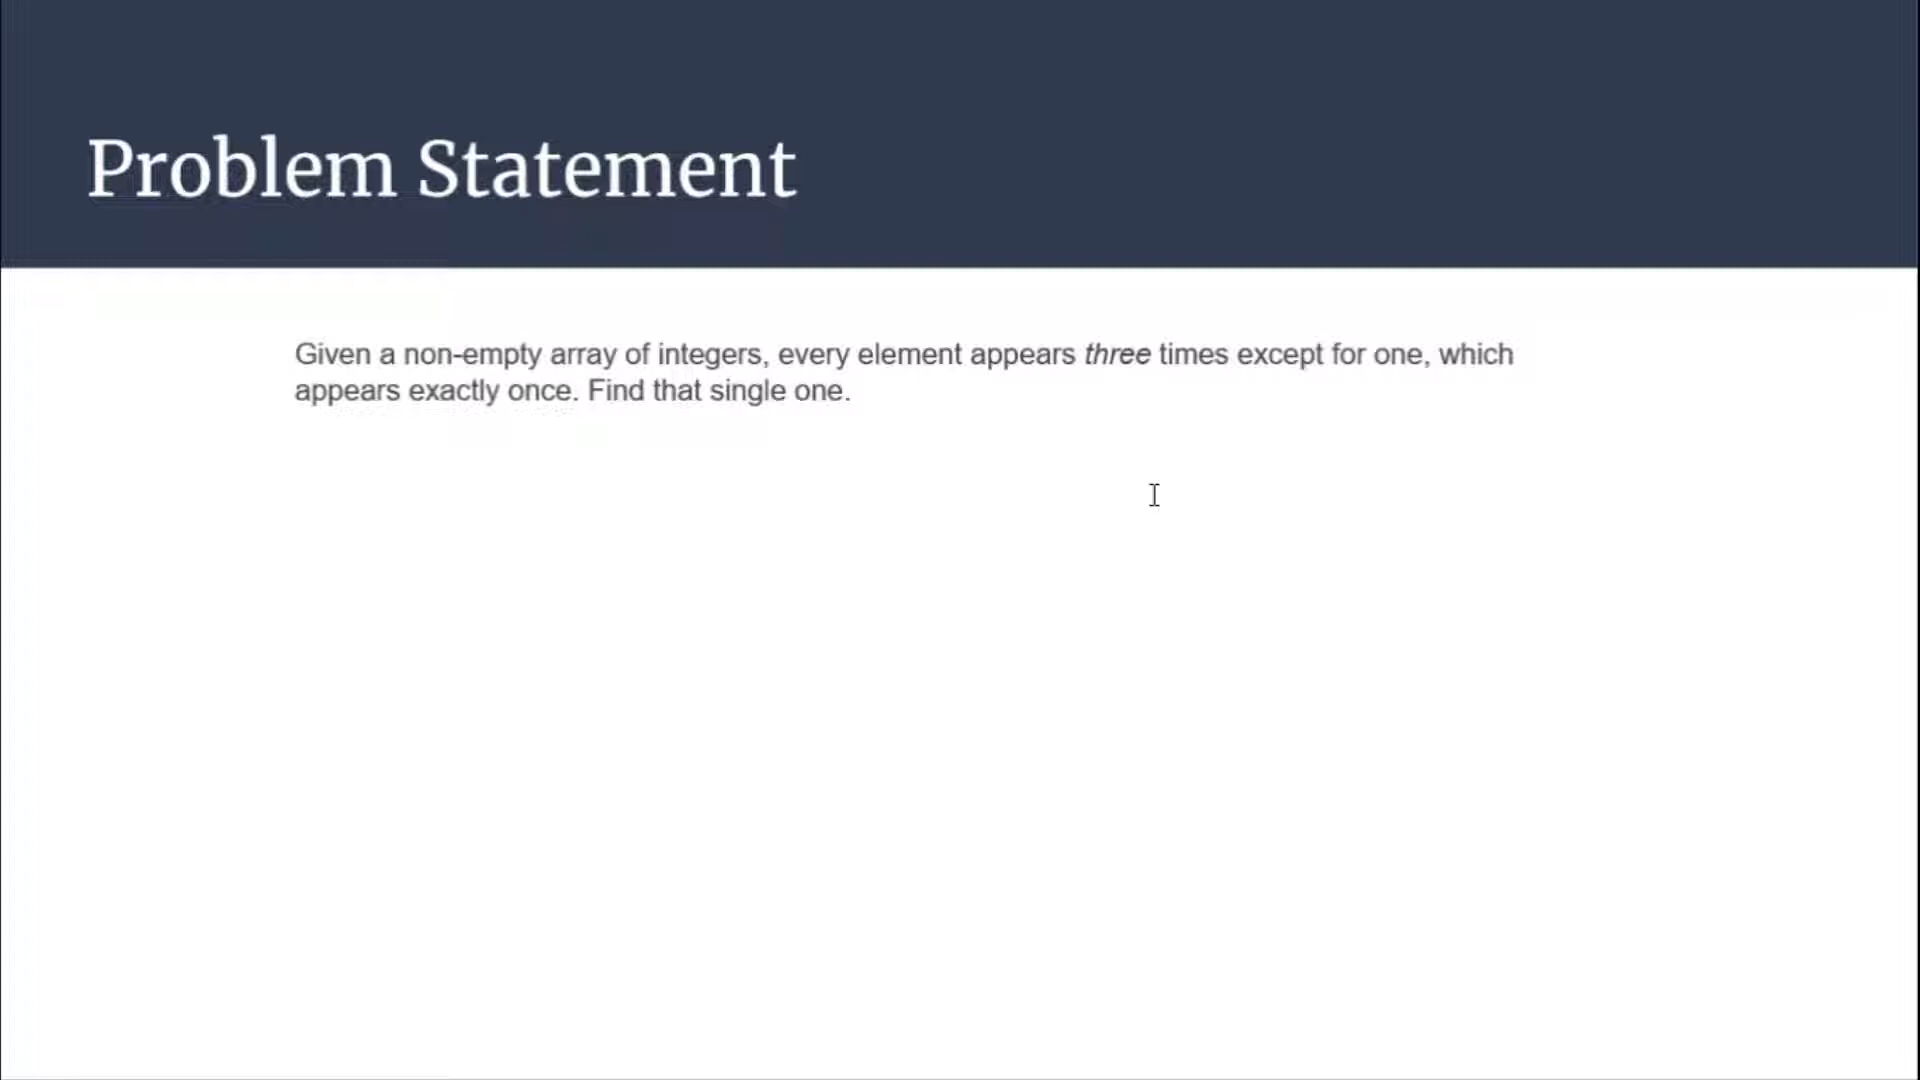 Problem Statement
Given a non-empty array of integers, every element appears three times except for one, which
appears exactly once. Find that single one.